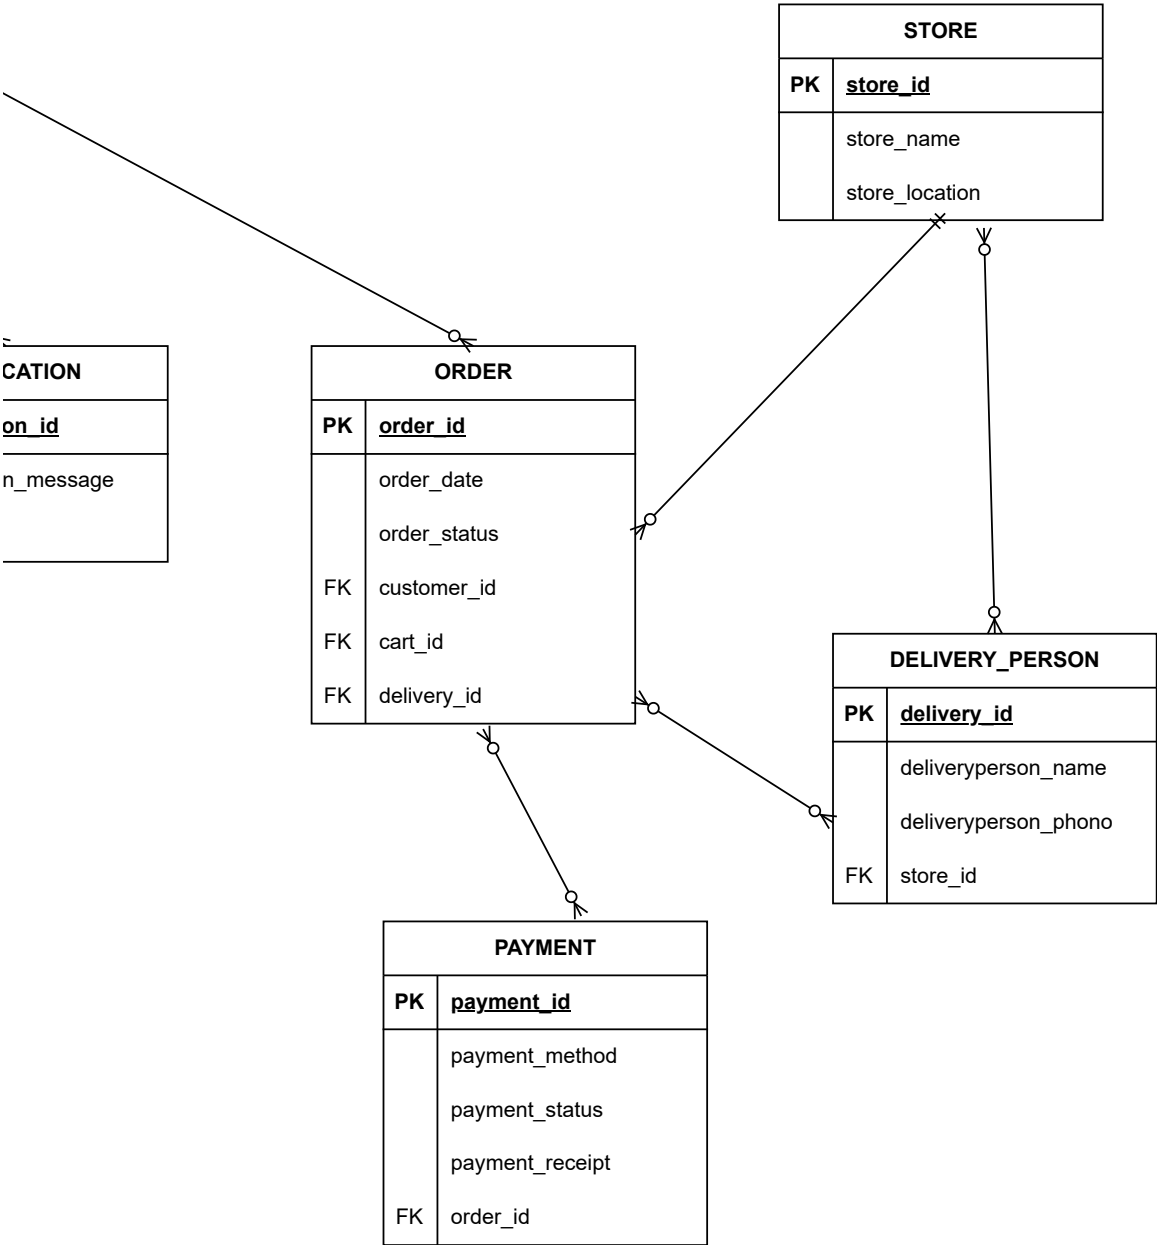 STORE
PK store_id
store_name
store_location
CATION
on_id
n_message
ORDER
PK order_id
order_date
order_status
FK customer_id
FK cart_id
FK delivery_id
DELIVERY_PERSON
PK delivery_id
deliveryperson_name
deliveryperson_phono
FK store_id
PAYMENT
PK payment_id
payment_method
payment_status
payment_receipt
FK order_id